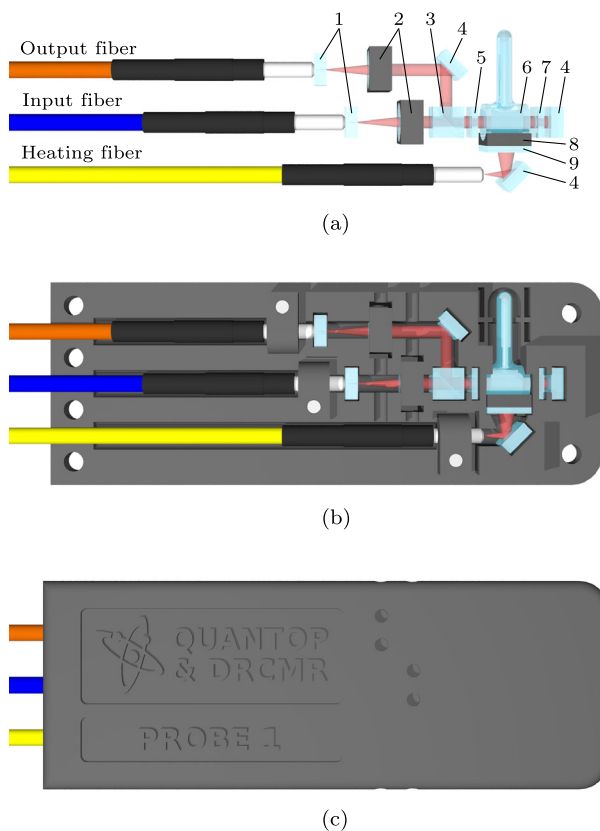 1 2 3 4
Output fiber
5 6 7 4
Input fiber
8
Heating fiber
9
4
(a)
(b)
QUANTOP
& DRCMR
PROBE 1
(c)